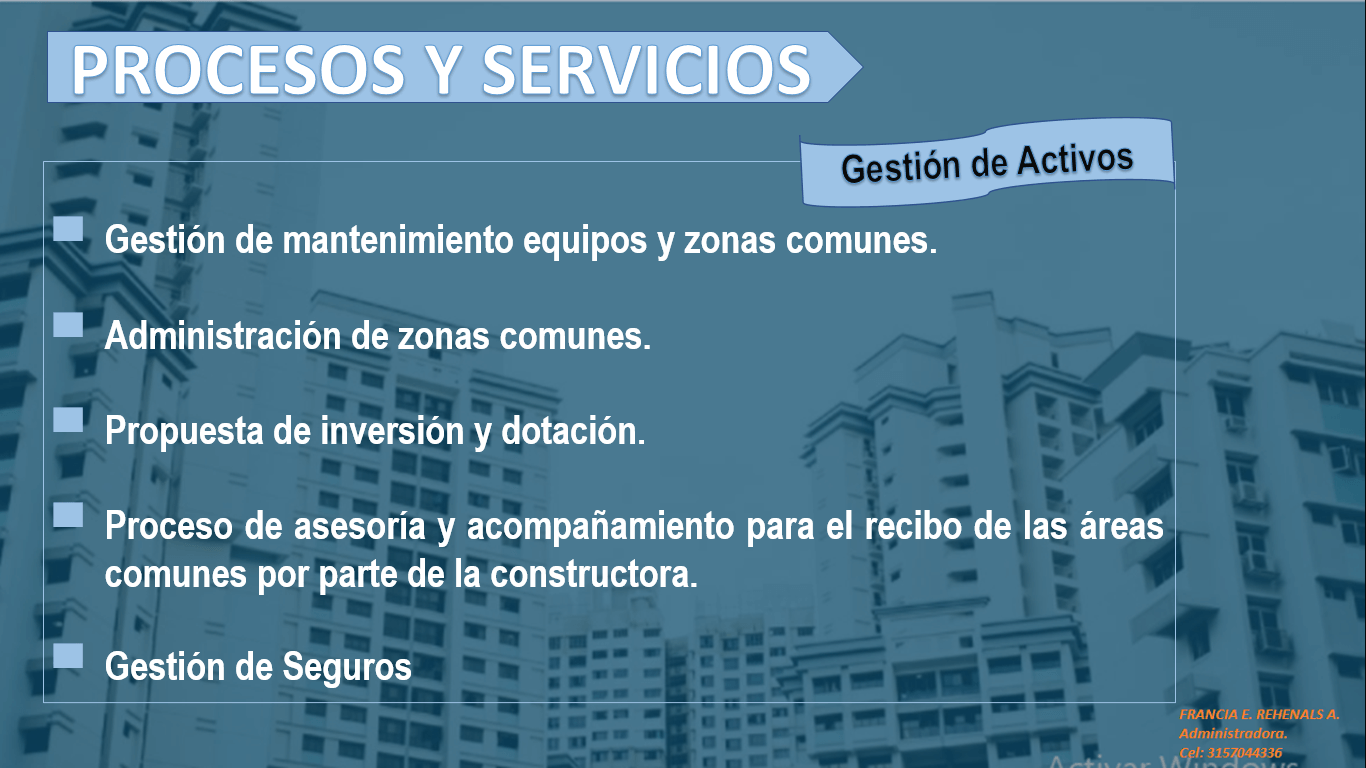 PROCESOS Y SERVICIOS
Gestión de Activos
Gestión de mantenimiento equipos y zonas comunes.
Administración de zonas comunes.
Propuesta de inversión y dotación.
Proceso de asesoría y acompañamiento para el recibo de las áreas
comunes por parte de la constructora.
Gestión de Seguros
FRANCIA E. REHENALS A.
Administradora.
Cel: 3157044336
Activar Windows